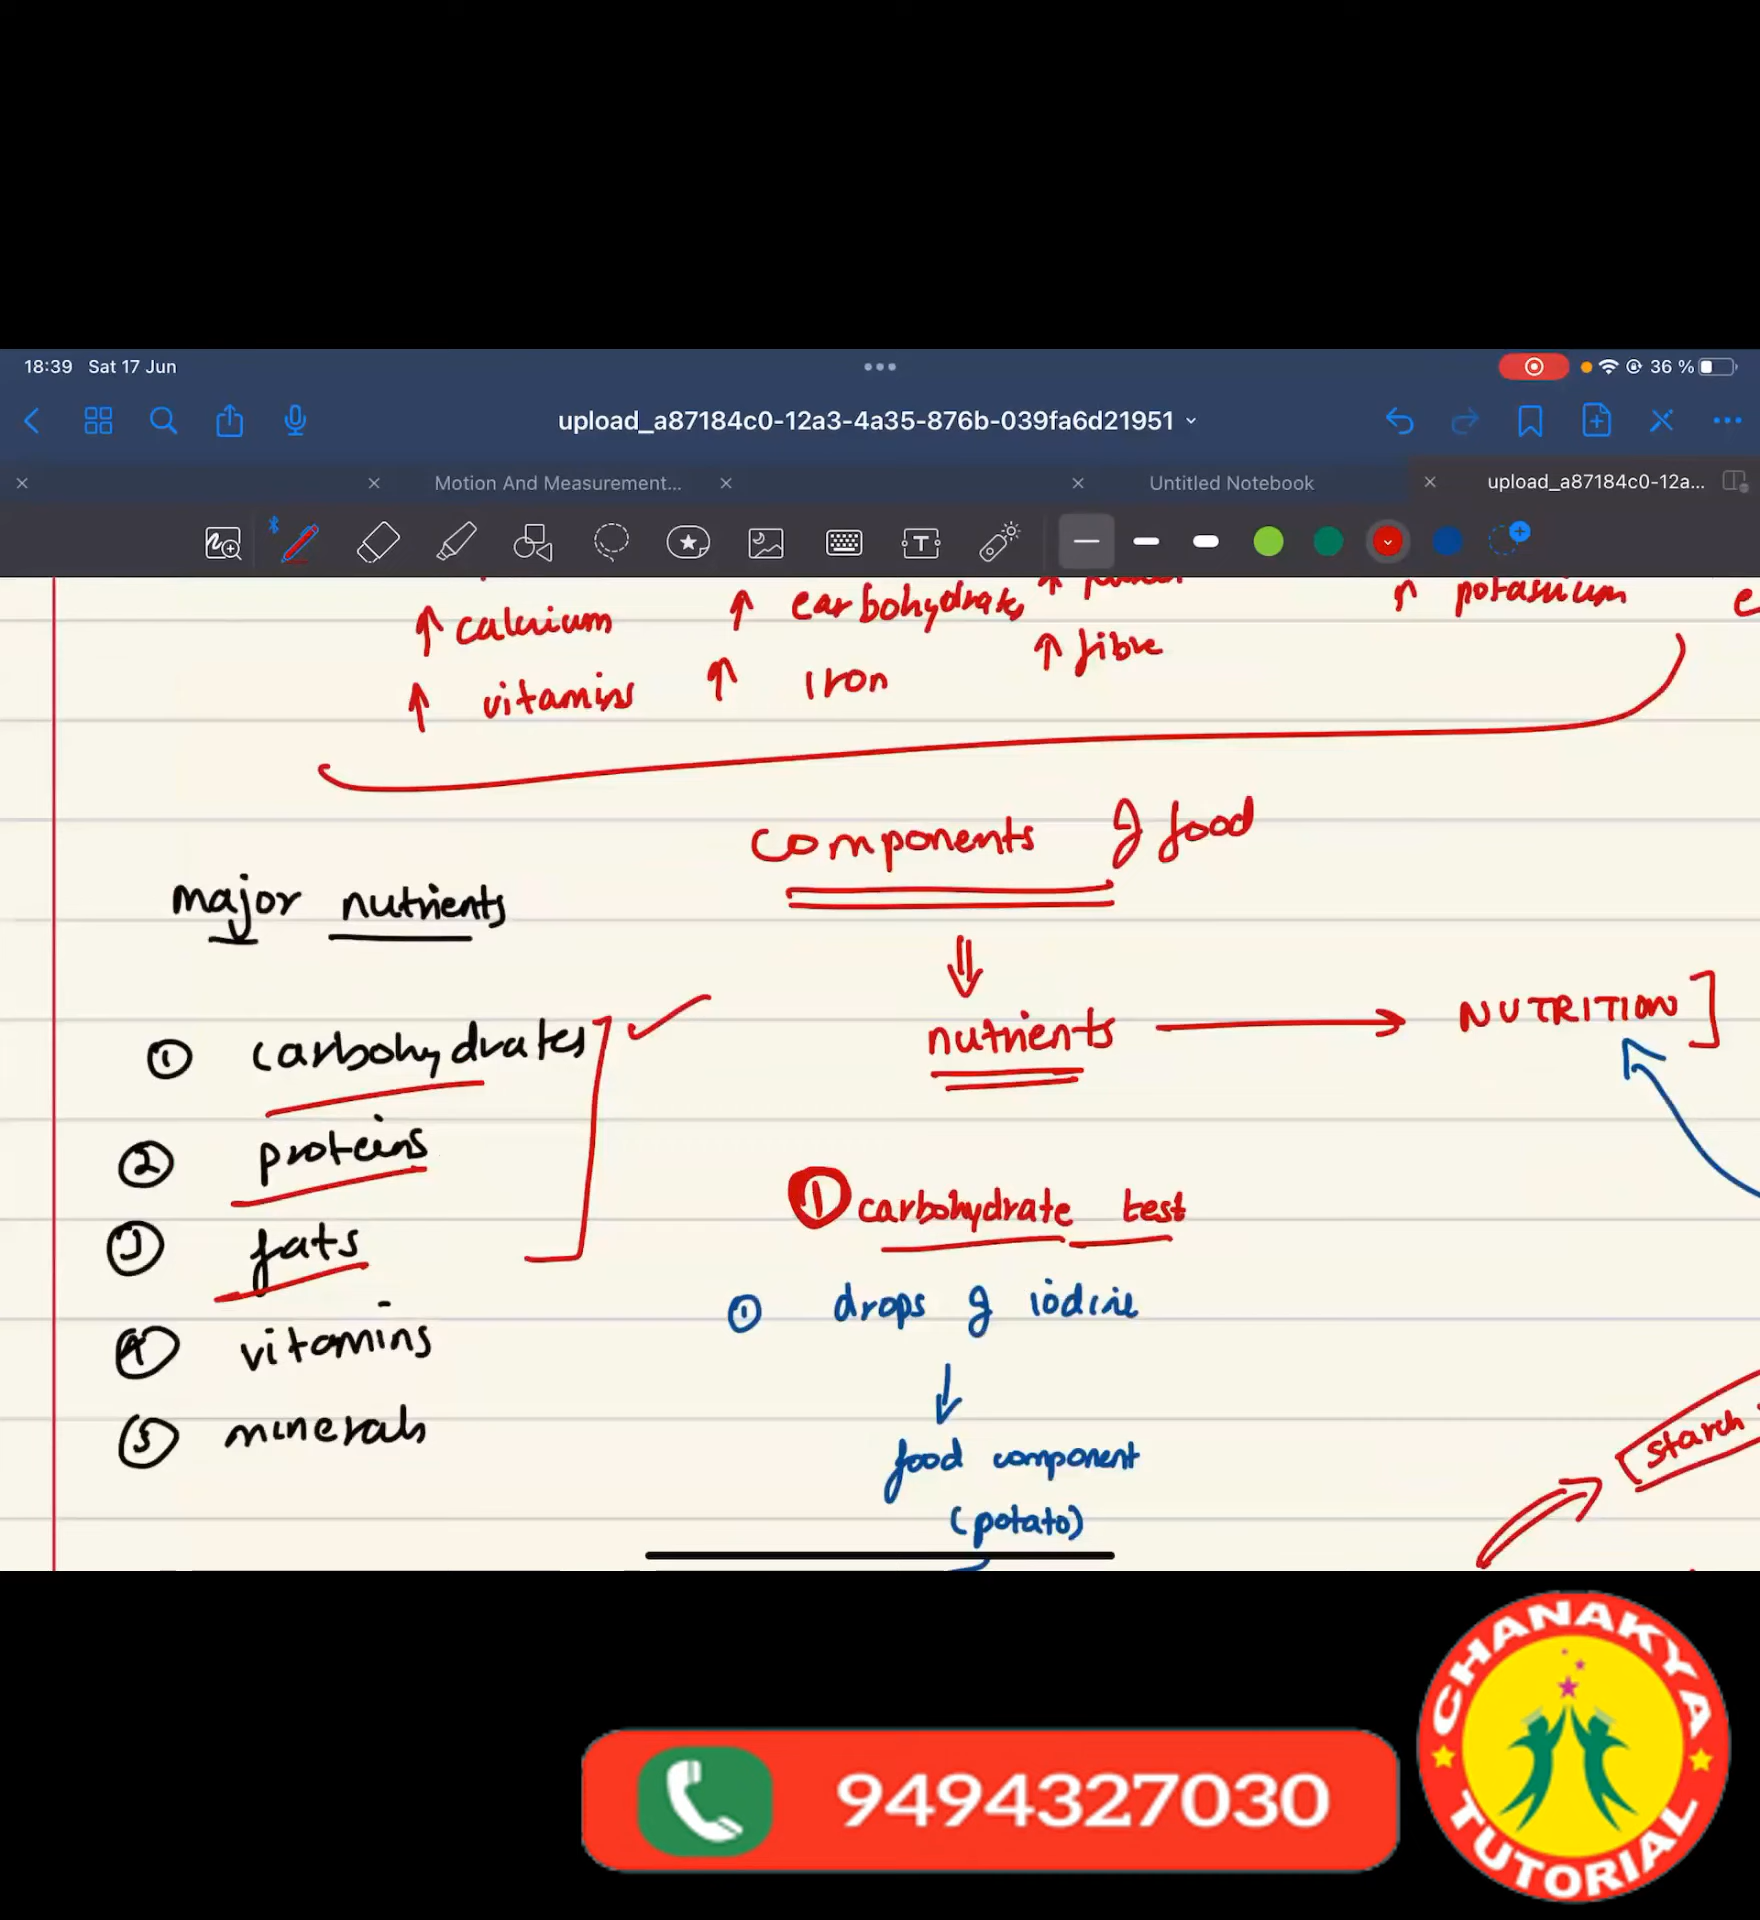 18:39 Sat 17 Jun
36 %
upload_a87184c0-12a3-4a35-876b-039fa6d21951
Motion And Measurement...
Untitled Notebook
upload_a87184c0-12a...
↑ calcium
↑ carbohydrate
↑ potassium
↑ vitamins
↑ Iron
↑ fibre
components of food
major nutrients
⇓
nutrients → NUTRITION ]
① carbohydrates
② proteins
③ fats
④ vitamins
⑤ minerals
① carbohydrate test
① drops of iodine
↓
food component
(potato)
[starch
9494327030
CHANAKYA
TUTORIAL